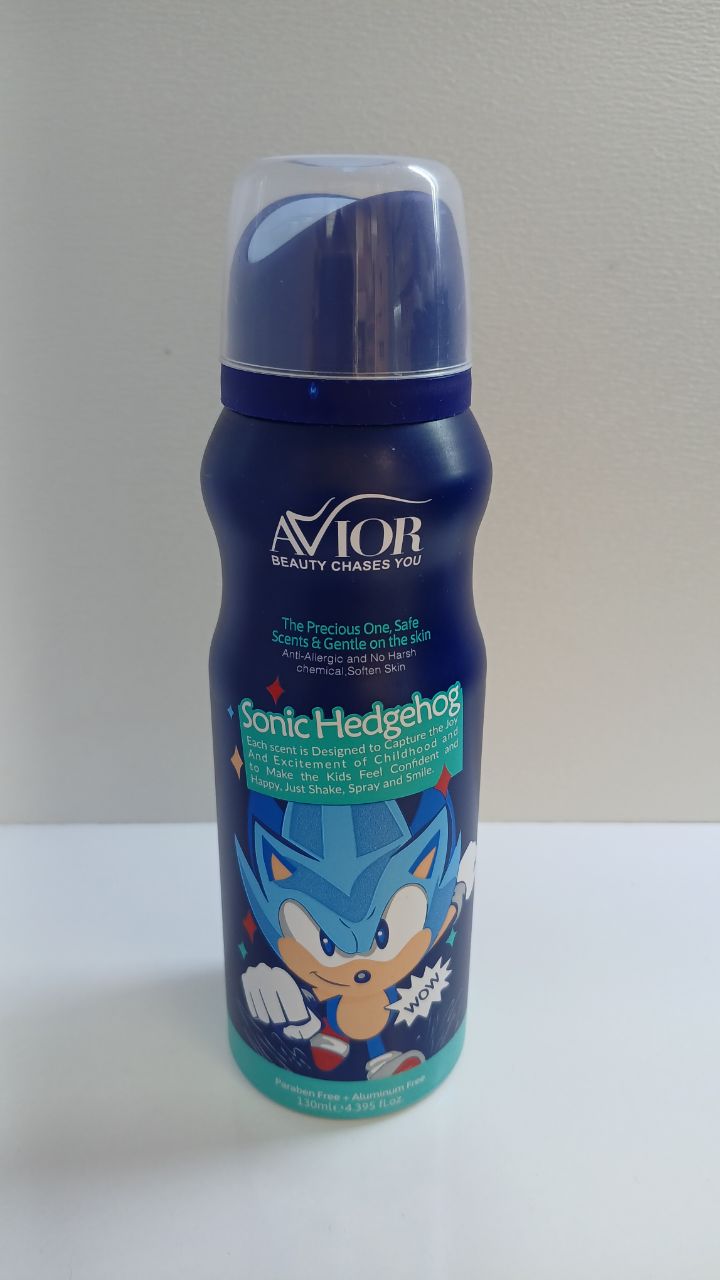 AVIOR
BEAUTY CHASES YOU
The Precious One, Safe
Scents & Gentle on the skin
Anti-Allergic and No Harsh
chemical,Soften Skin
Sonic Hedgehog
Each scent is Designed to Capture the Joy
And Excitement of Childhood and
to Make the Kids Feel Confident and
Happy, Just Shake, Spray and Smile.
WOW
Paraben Free + Aluminum Free
130ml℮·4.395 fl.oz.